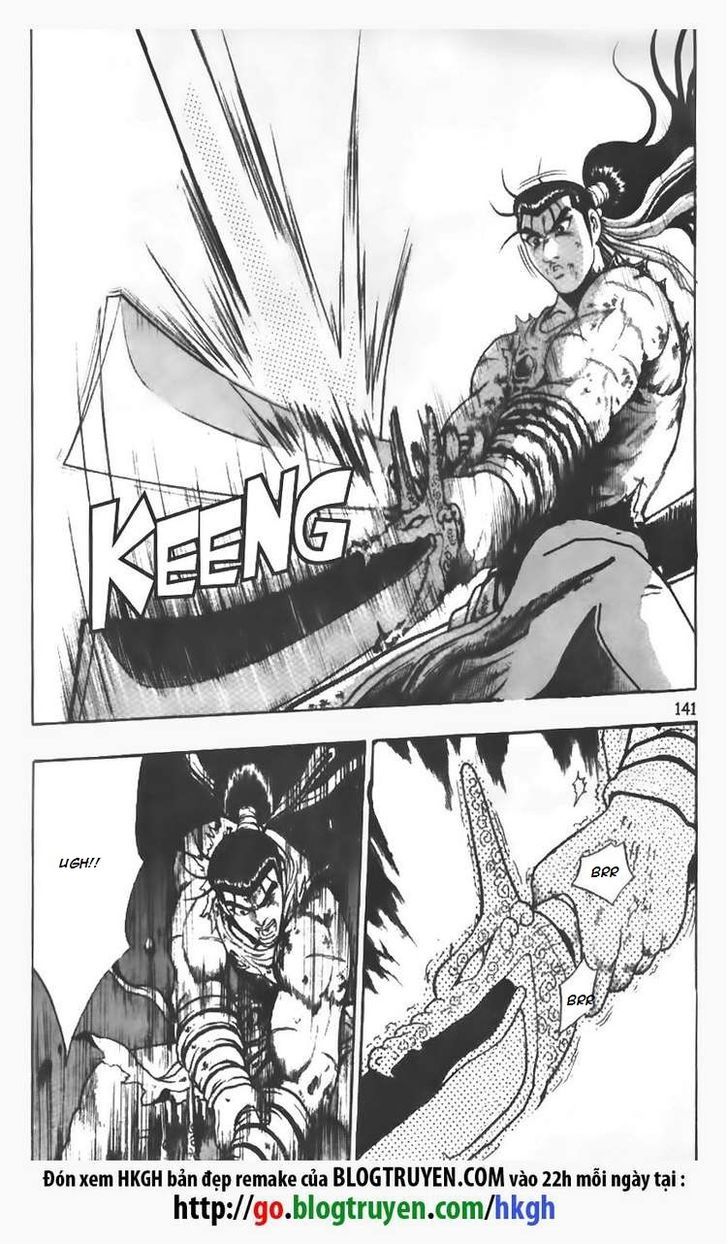 KEENG
141
UGH!!
BRR
BRR
Đón xem HKGH bản đẹp remake của BLOGTRUYEN.COM vào 22h mỗi ngày tại :
http://go.blogtruyen.com/hkgh